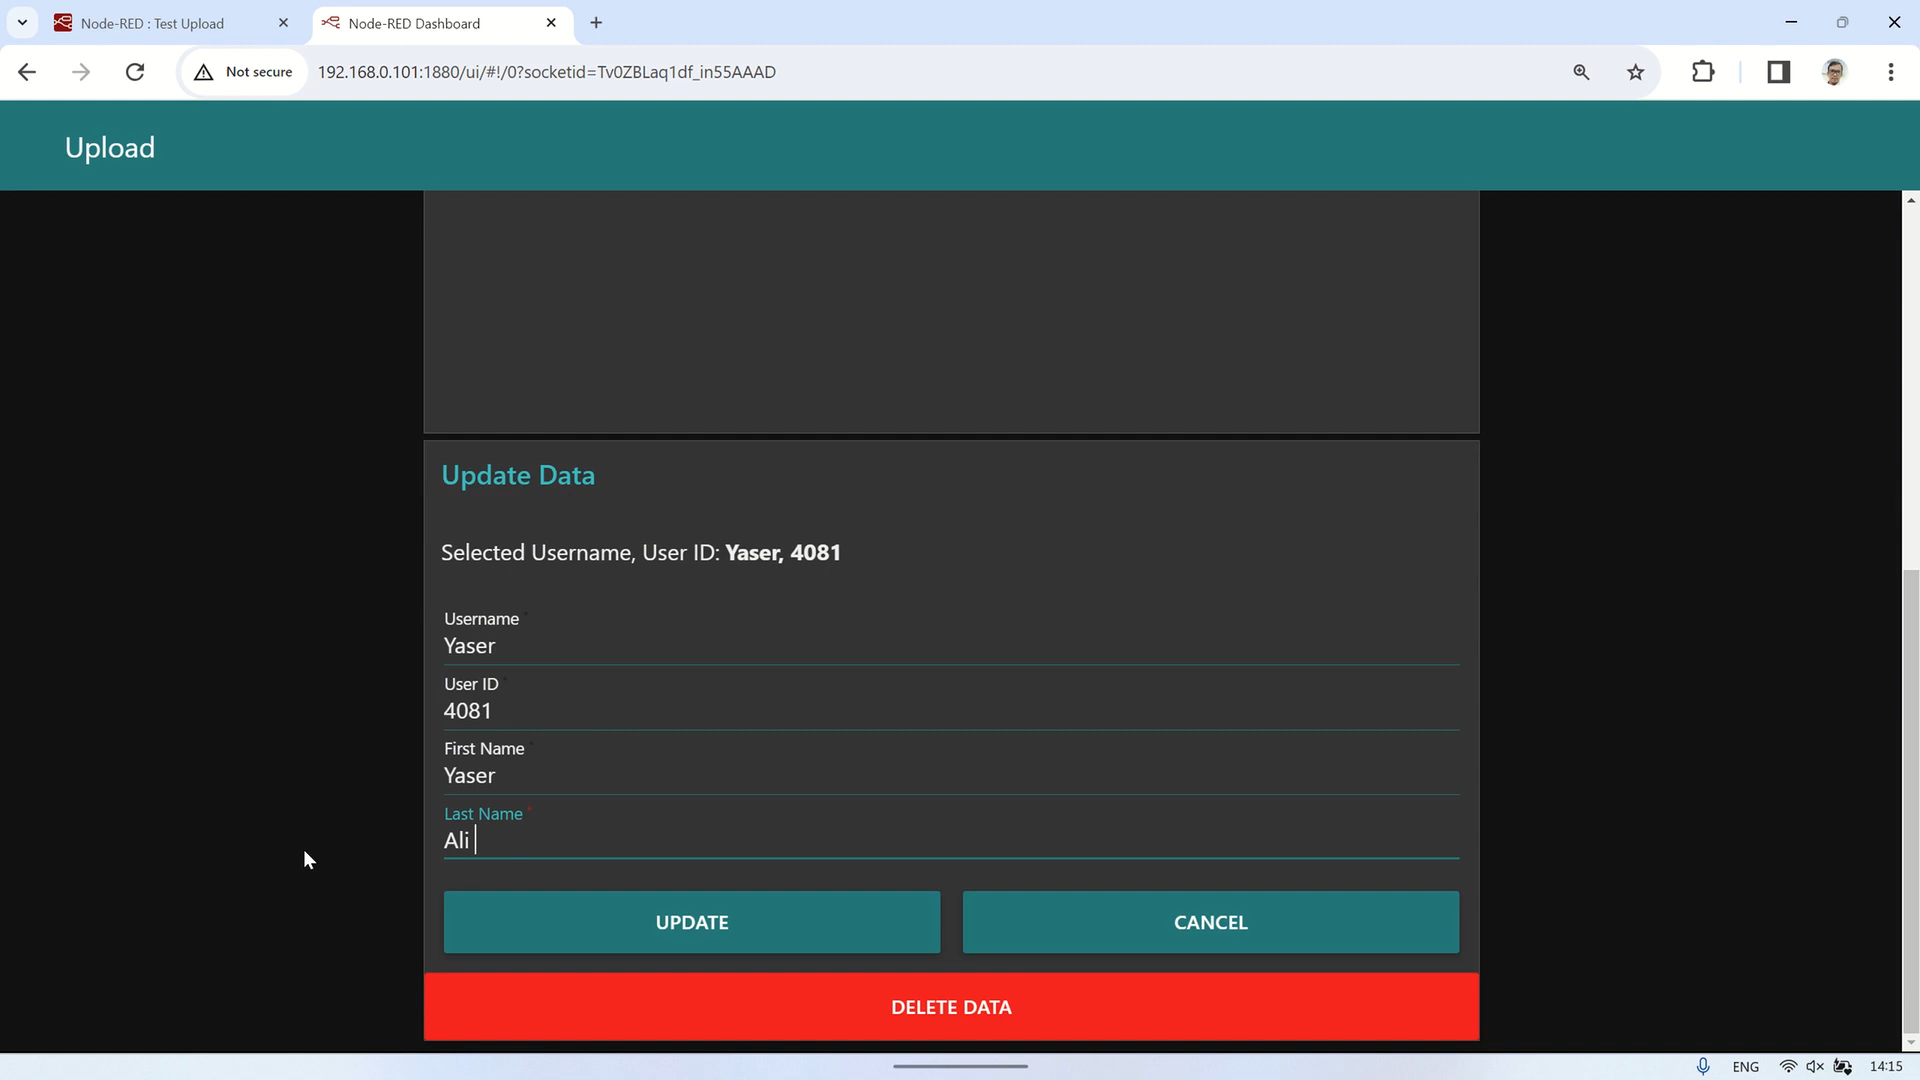 Node-RED : Test Upload
Node-RED Dashboard
Not secure
192.168.0.101:1880/ui/#!/0?socketid=Tv0ZBLaq1df_in55AAAD
Upload
Update Data
Selected Username, User ID: Yaser, 4081
Username *
Yaser
User ID *
4081
First Name *
Yaser
Last Name *
Ali
UPDATE
CANCEL
DELETE DATA
ENG
14:15